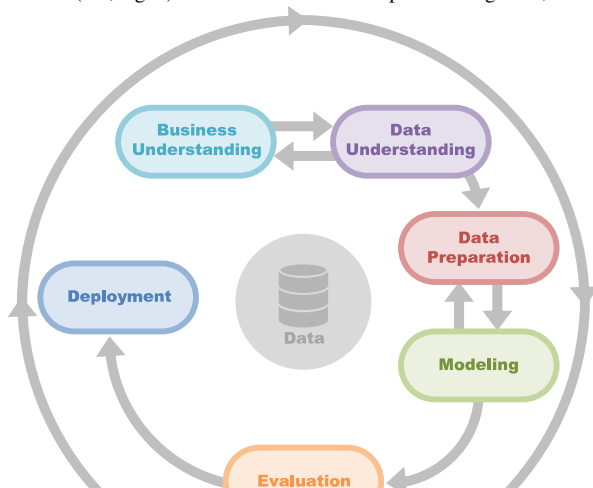 Business
Understanding
Data
Understanding
Data
Preparation
Deployment
Data
Modeling
Evaluation